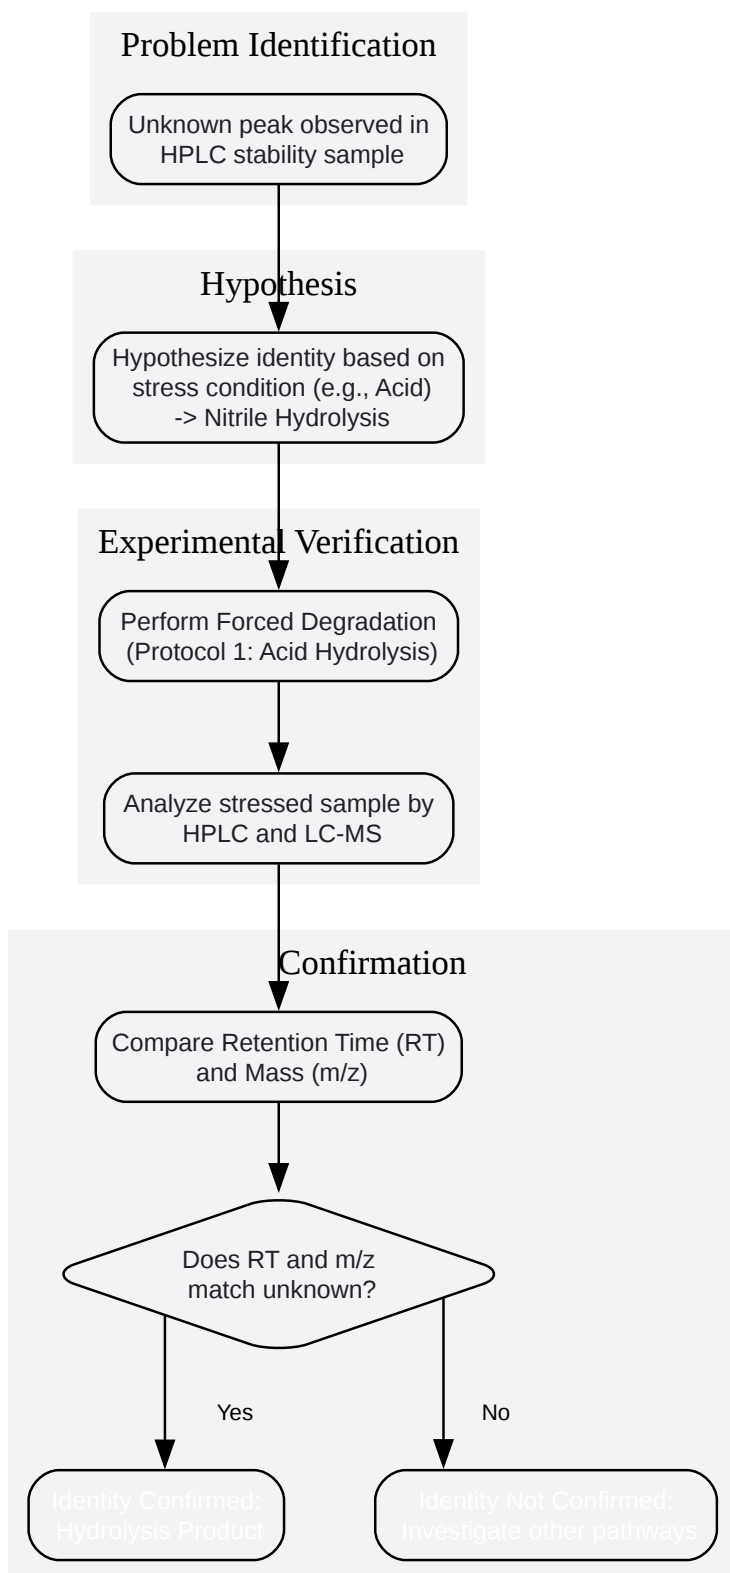 Problem Identification
Unknown peak observed in
HPLC stability sample
Hypothesis
Hypothesize identity based on
stress condition (e.g., Acid)
-> Nitrile Hydrolysis
Experimental Verification
Perform Forced Degradation
(Protocol 1: Acid Hydrolysis)
Analyze stressed sample by
HPLC and LC-MS
Confirmation
Compare Retention Time (RT)
and Mass (m/z)
Does RT and m/z
match unknown?
Yes
No
Identity Confirmed:
Hydrolysis Product
Identity Not Confirmed:
Investigate other pathways